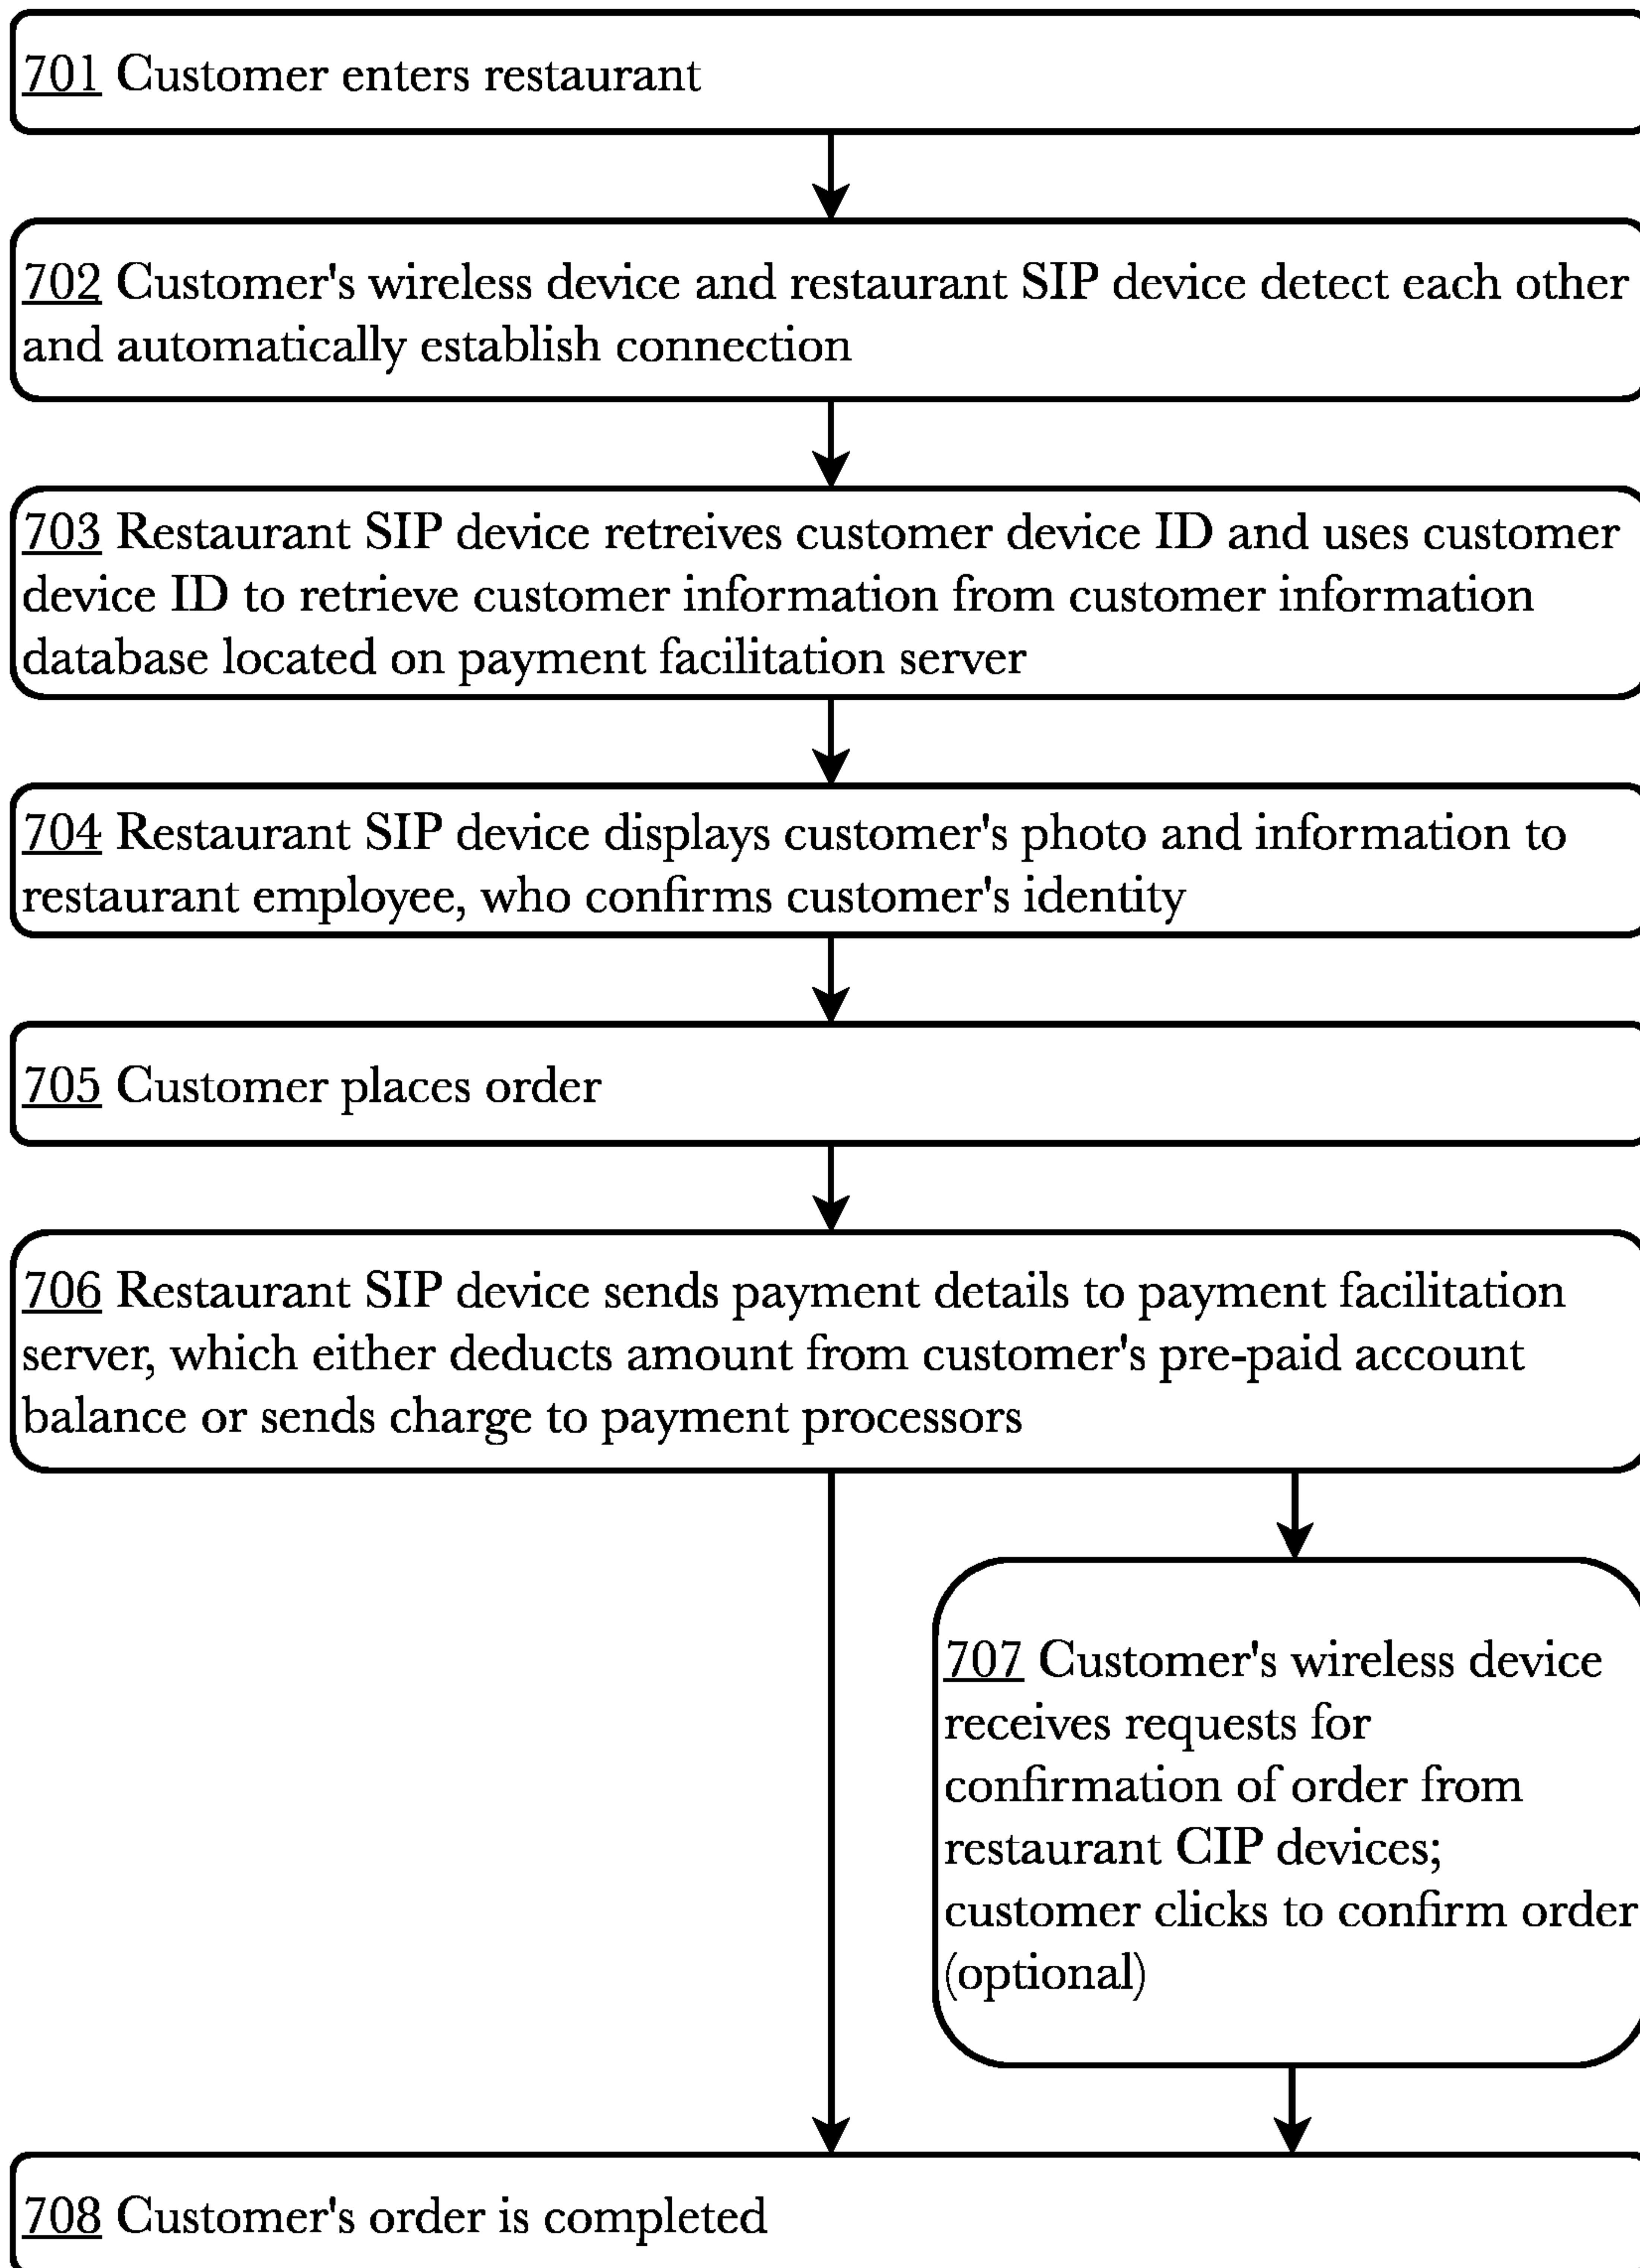 701 Customer enters restaurant
702 Customer's wireless device and restaurant SIP device detect each other
and automatically establish connection
703 Restaurant SIP device retreives customer device ID and uses customer
device ID to retrieve customer information from customer information
database located on payment facilitation server
704 Restaurant SIP device displays customer's photo and information to
restaurant employee, who confirms customer's identity
705 Customer places order
706 Restaurant SIP device sends payment details to payment facilitation
server, which either deducts amount from customer's pre-paid account
balance or sends charge to payment processors
707 Customer's wireless device
receives requests for
confirmation of order from
restaurant CIP devices;
customer clicks to confirm order
(optional)
708 Customer's order is completed